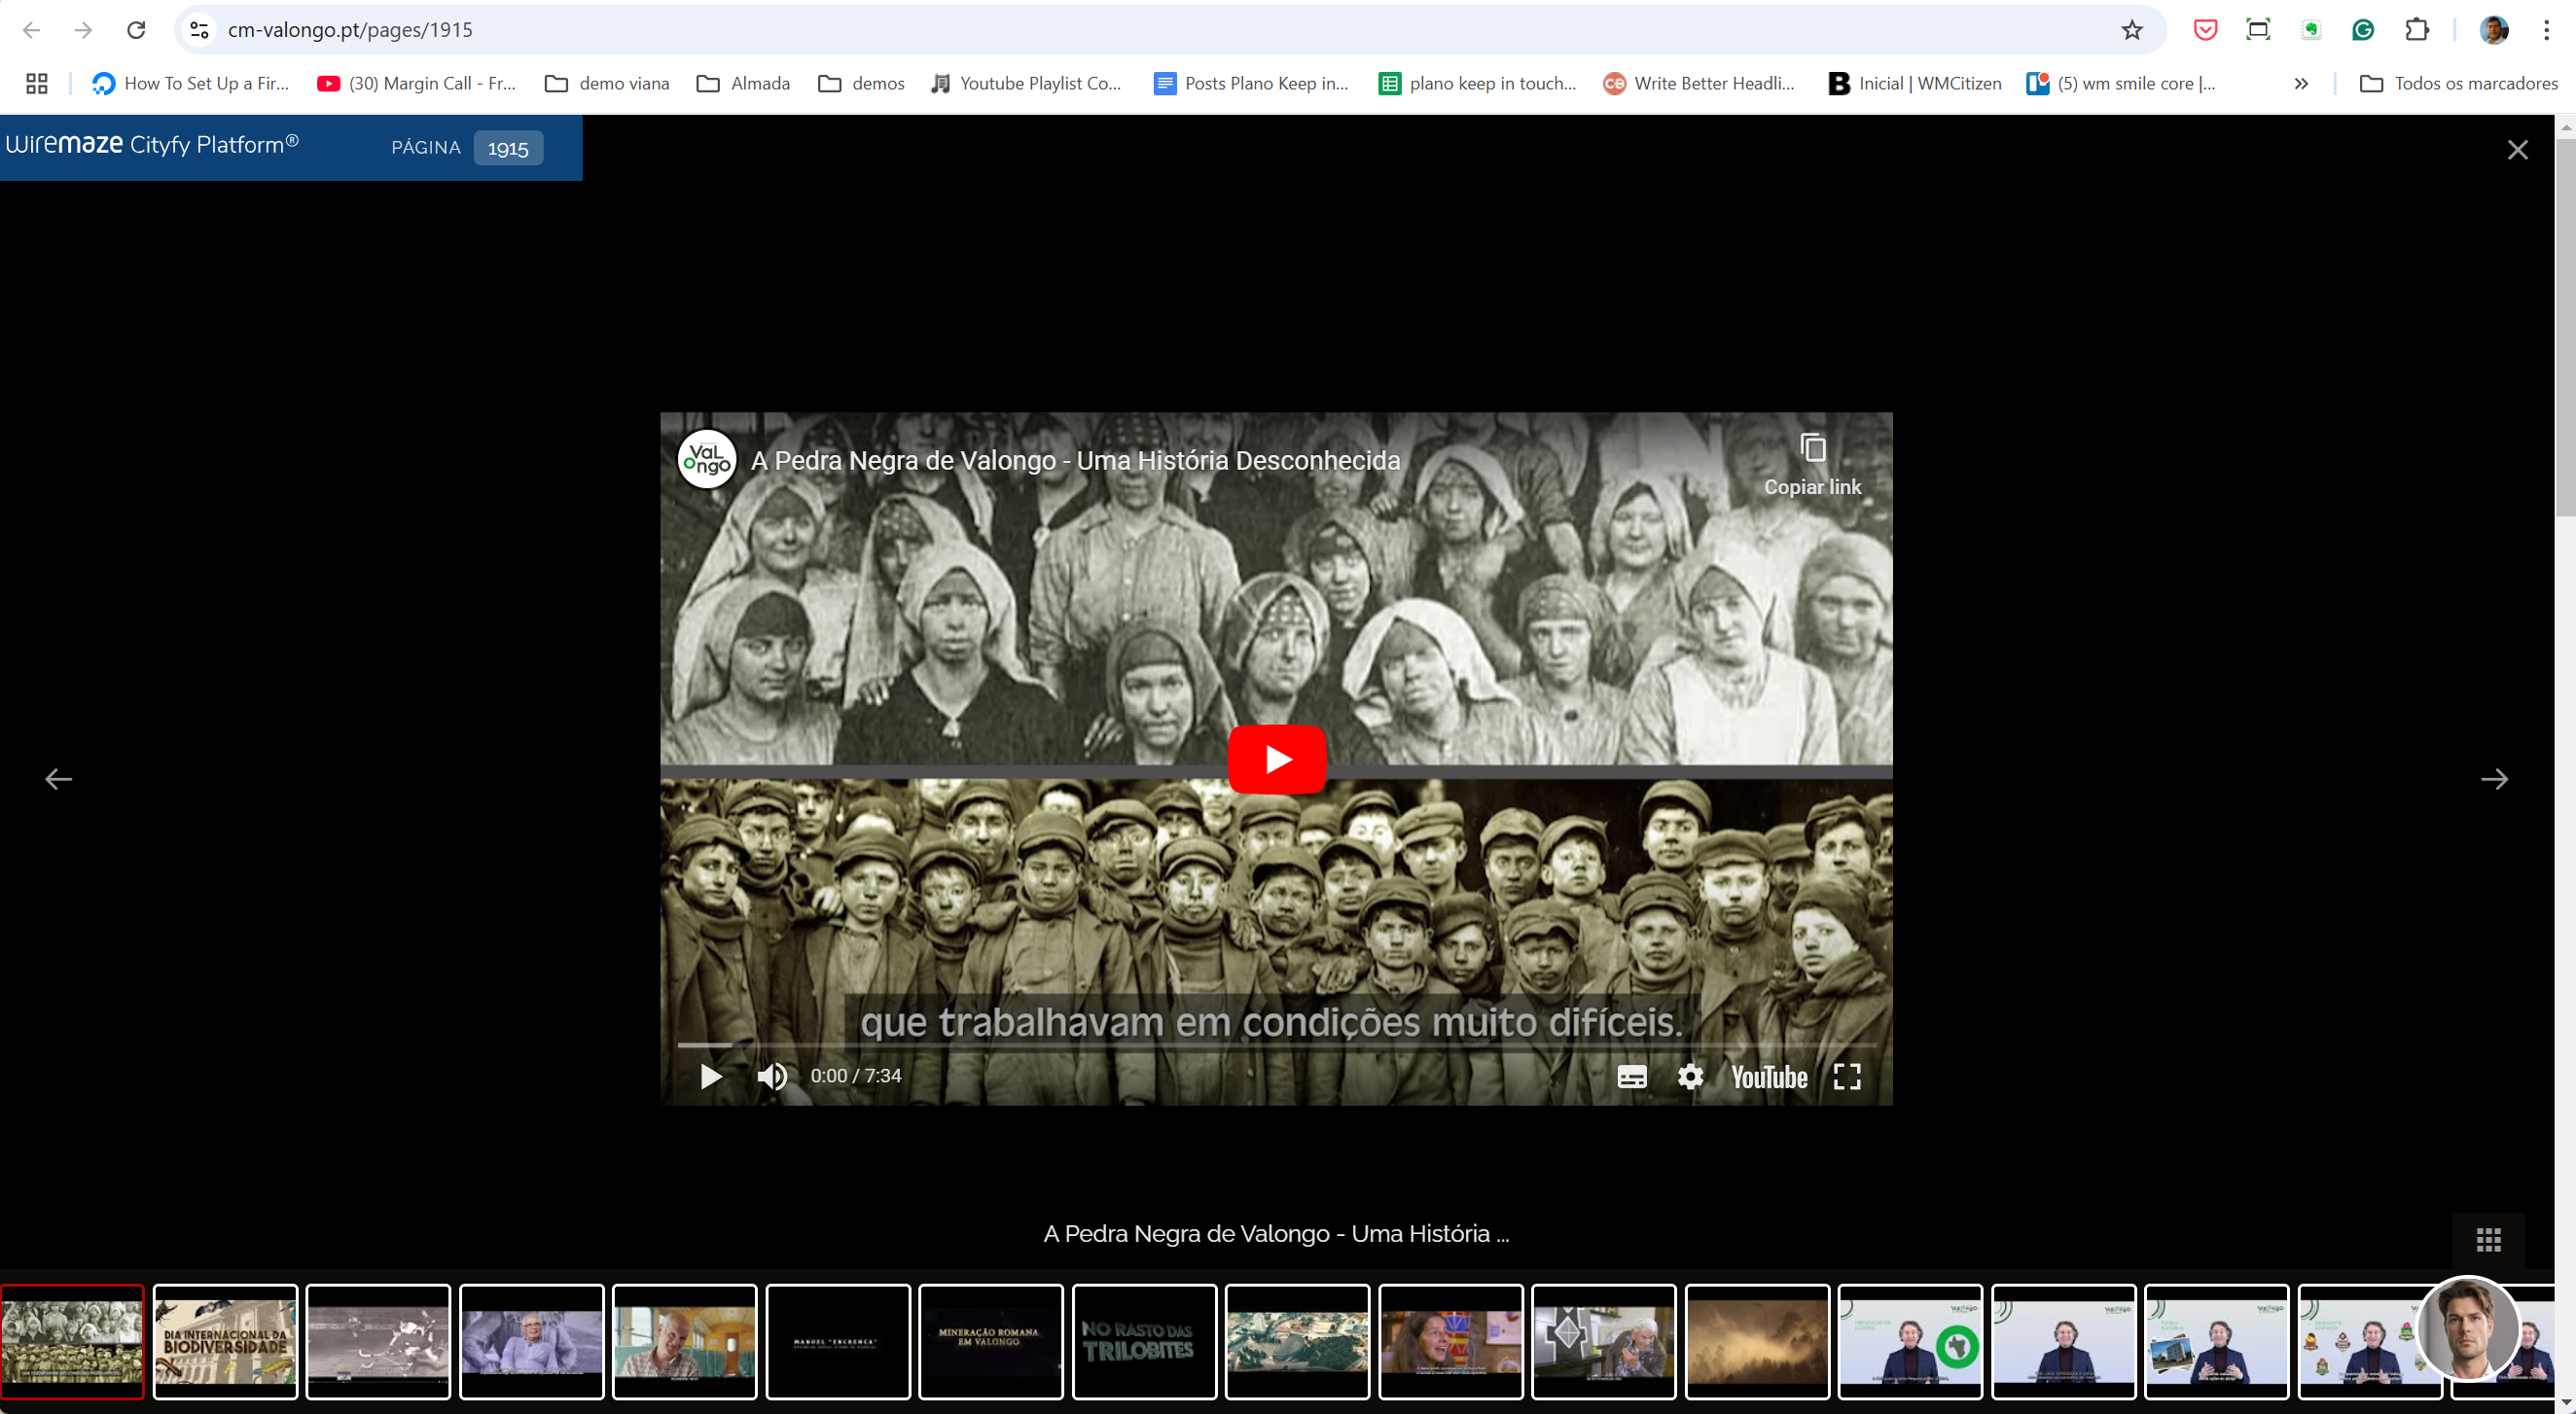 cm-valongo.pt/pages/1915
How To Set Up a Fir...
(30) Margin Call - Fr...
demo viana
Almada
demos
Youtube Playlist Co...
Posts Plano Keep in...
plano keep in touch...
Write Better Headli...
Inicial | WMCitizen
(5) wm smile core |...
Todos os marcadores
wiremaze Cityfy Platform®
PÁGINA 1915
ValOngo
A Pedra Negra de Valongo - Uma História Desconhecida
Copiar link
que trabalhavam em condições muito difíceis.
0:00 / 7:34
YouTube
A Pedra Negra de Valongo - Uma História ...
DIA INTERNACIONAL DA
BIODIVERSIDADE
MANUEL "ENCRENCA"
MINERAÇÃO ROMANA
EM VALONGO
NO RASTO DAS
TRILOBITES